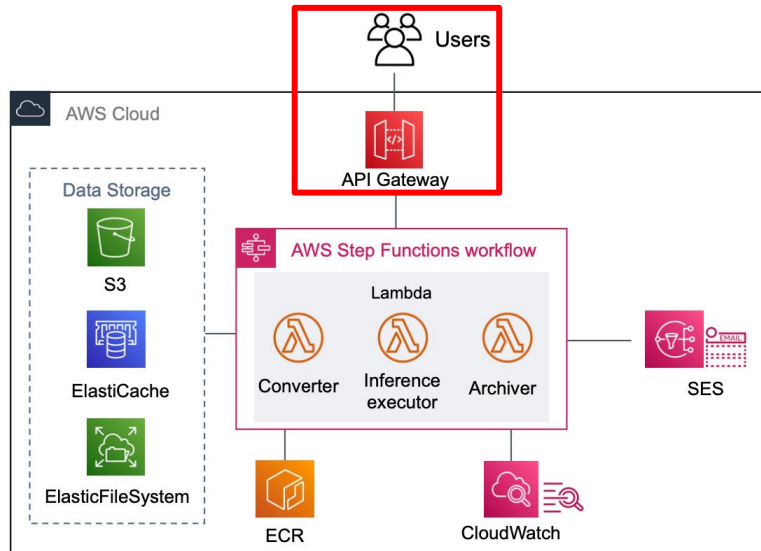 Users
AWS Cloud
API Gateway
Data Storage
S3
ElastiCache
ElasticFileSystem
AWS Step Functions workflow
Lambda
Converter
Inference
executor
Archiver
EMAIL
SES
ECR
CloudWatch